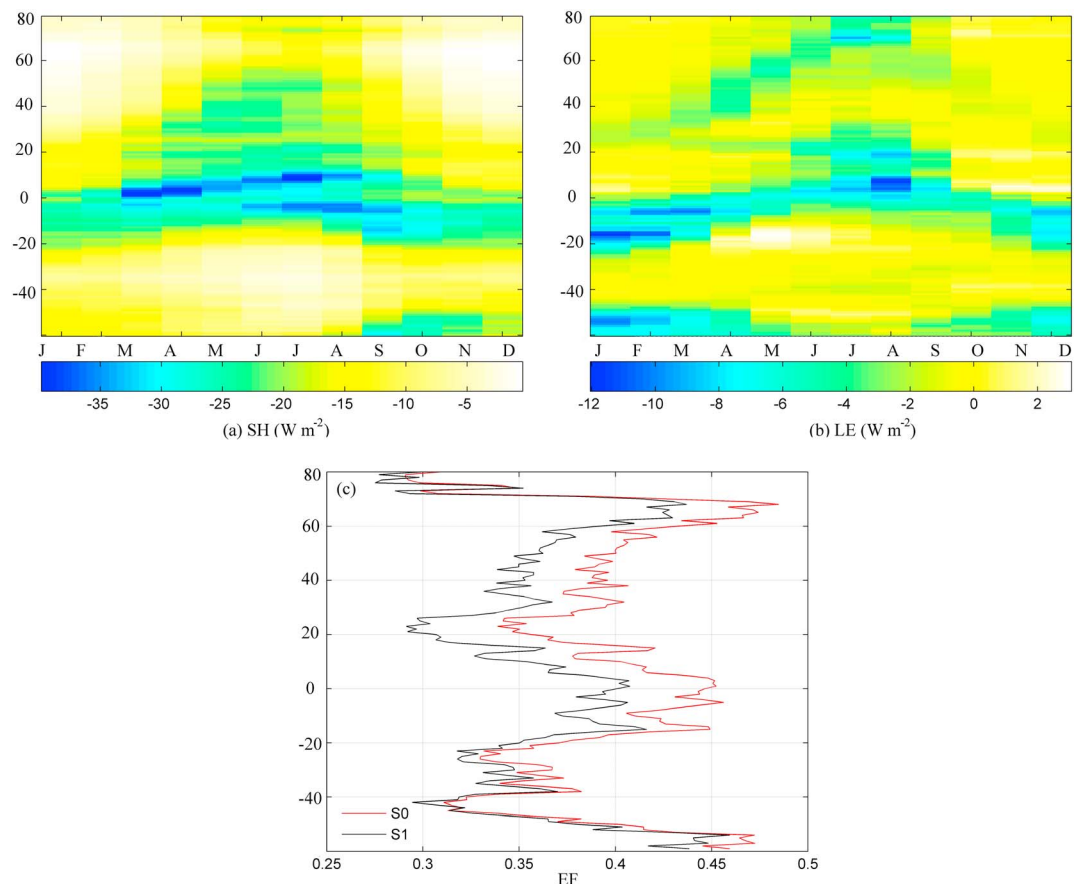 80
60
40
20
0
-20
-40
J F M A M J J A S O N D
-35 -30 -25 -20 -15 -10 -5
(a) SH (W m⁻²)
80
60
40
20
0
-20
-40
J F M A M J J A S O N D
-12 -10 -8 -6 -4 -2 0 2
(b) LE (W m⁻²)
(c)
80
60
40
20
0
-20
-40
S0
S1
0.25 0.3 0.35 0.4 0.45 0.5
EF